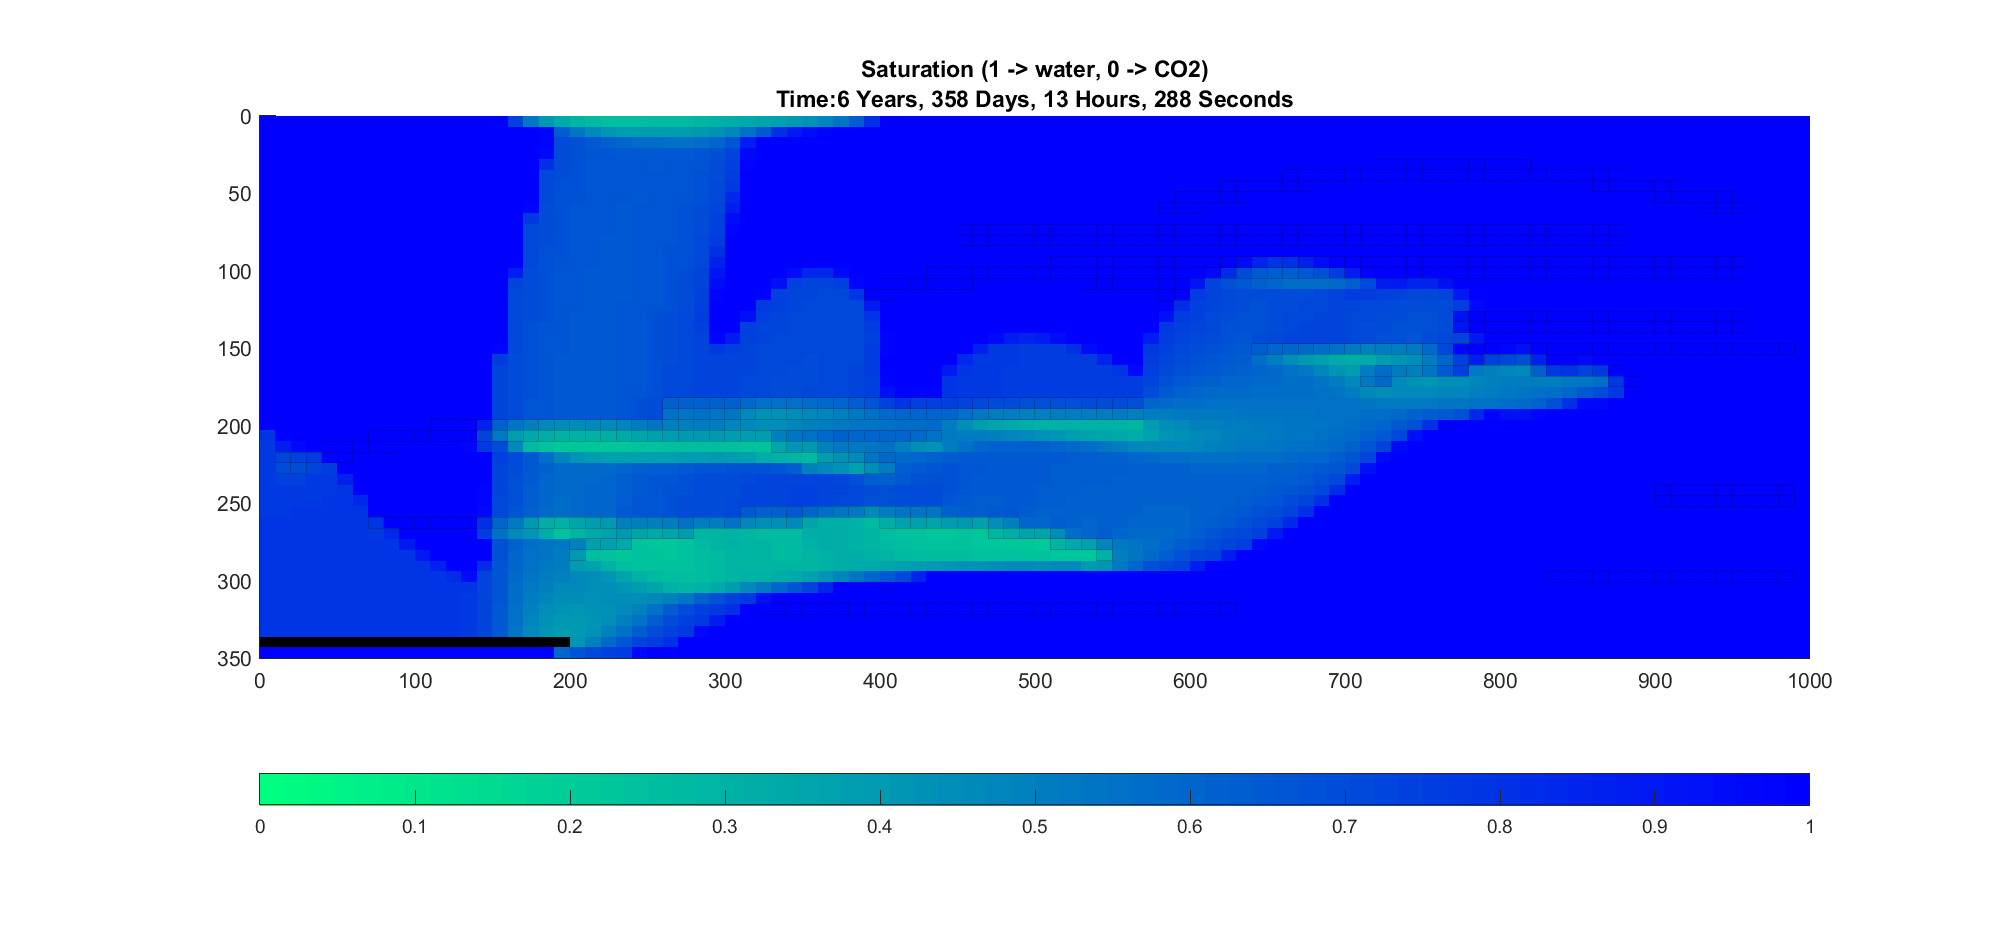 Saturation (1 -> water, 0 -> CO2)
Time:6 Years, 358 Days, 13 Hours, 288 Seconds
0
50
100
150
200
250
300
350
0 100 200 300 400 500 600 700 800 900 1000
0 0.1 0.2 0.3 0.4 0.5 0.6 0.7 0.8 0.9 1